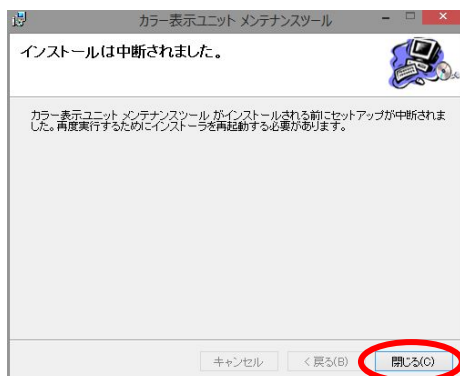 カラー表示ユニット メンテナンスツール
インストールは中断されました。
カラー表示ユニット メンテナンスツール がインストールされる前にセットアップが中断されま
した。再度実行するためにインストーラを再起動する必要があります。
キャンセル
< 戻る(B)
閉じる(C)